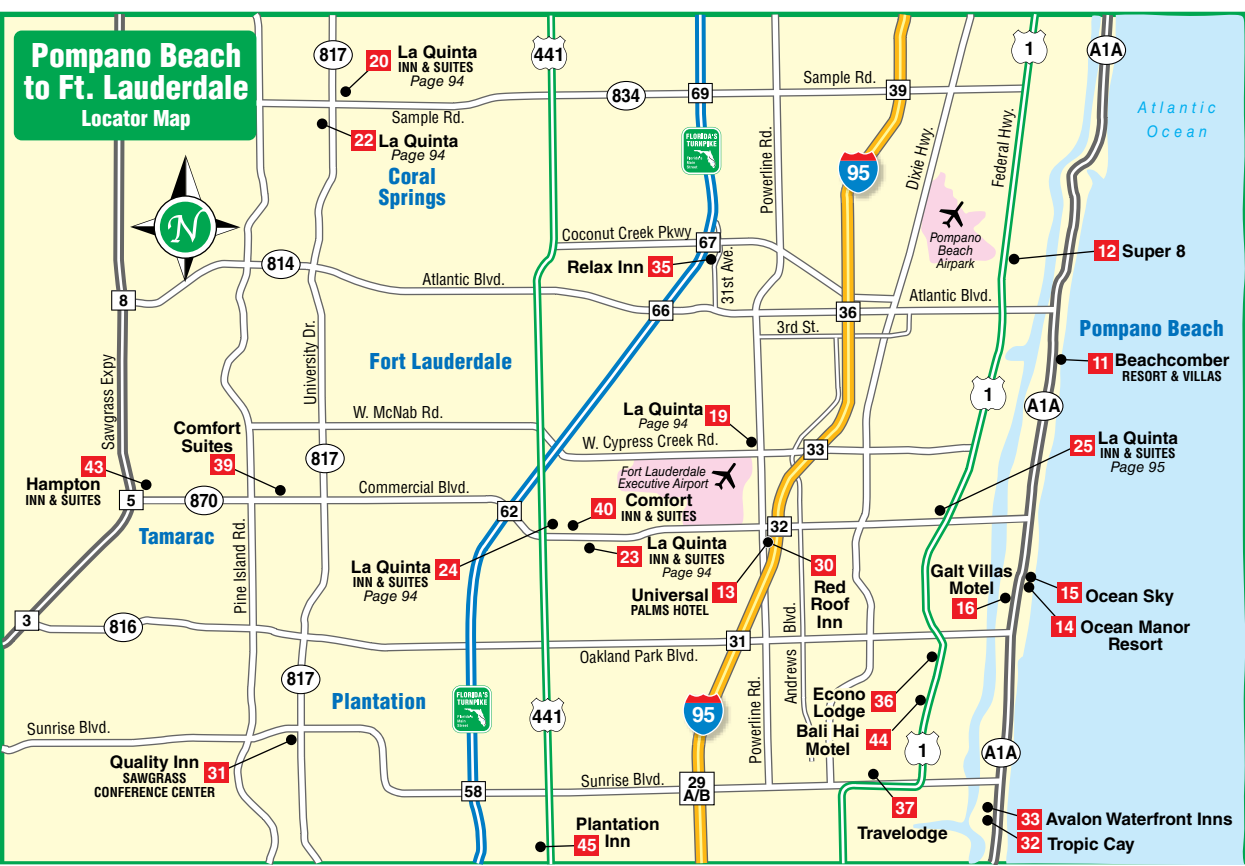 Pompano Beach
to Ft. Lauderdale
Locator Map
817
20
La Quinta
INN & SUITES
Page 94
441
1
A1A
Sample Rd.
834
69
39
Sample Rd.
Atlantic
Ocean
22
La Quinta
Page 94
FLORIDA'S
TURNPIKE
Coral
Springs
95
Powerline Rd.
Dixie Hwy.
Federal Hwy.
N
Pompano
Beach
Airpark
Coconut Creek Pkwy
67
12
Super 8
814
Relax Inn
35
31st Ave.
Atlantic Blvd.
Atlantic Blvd.
8
66
36
3rd St.
Pompano Beach
University Dr.
Fort Lauderdale
11
Beachcomber
RESORT & VILLAS
Sawgrass Expy
1
A1A
W. McNab Rd.
La Quinta
Page 94
19
Comfort
Suites
39
W. Cypress Creek Rd.
33
25
La Quinta
INN & SUITES
Page 95
817
43
Hampton
INN & SUITES
Fort Lauderdale
Executive Airport
5
870
Commercial Blvd.
62
40
Comfort
INN & SUITES
32
Tamarac
Pine Island Rd.
La Quinta
INN & SUITES
Page 94
24
23
La Quinta
INN & SUITES
Page 94
Universal
PALMS HOTEL
13
30
Red
Roof
Inn
Galt Villas
Motel
16
15
Ocean Sky
14
Ocean Manor
Resort
3
816
31
Oakland Park Blvd.
Andrews Blvd.
817
Plantation
FLORIDA'S
TURNPIKE
441
95
Powerline Rd.
Econo
Lodge
36
Bali Hai
Motel
44
1
A1A
Sunrise Blvd.
Quality Inn
SAWGRASS
CONFERENCE CENTER
31
58
Sunrise Blvd.
29
A/B
37
Travelodge
33
Avalon Waterfront Inns
32
Tropic Cay
Plantation
Inn
45